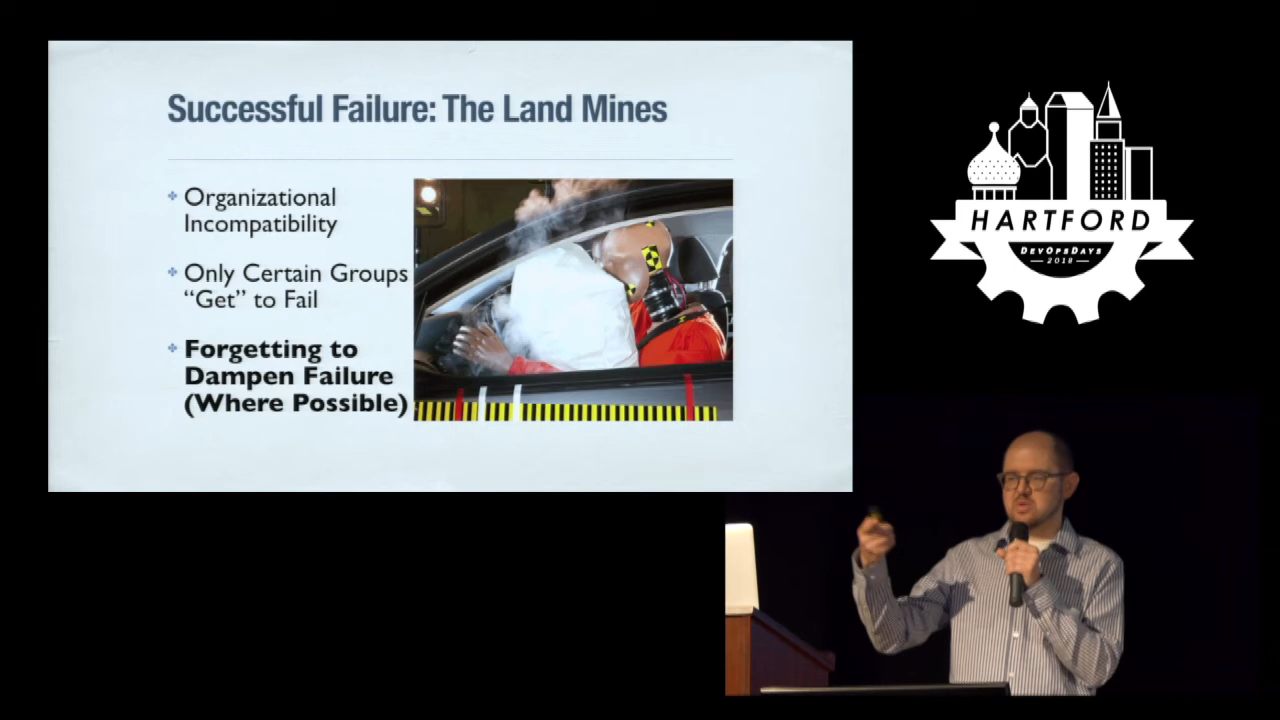 Successful Failure: The Land Mines
Organizational
Incompatibility
Only Certain Groups
“Get” to Fail
Forgetting to
Dampen Failure
(Where Possible)
HARTFORD
DEVOPSDAYS
2018